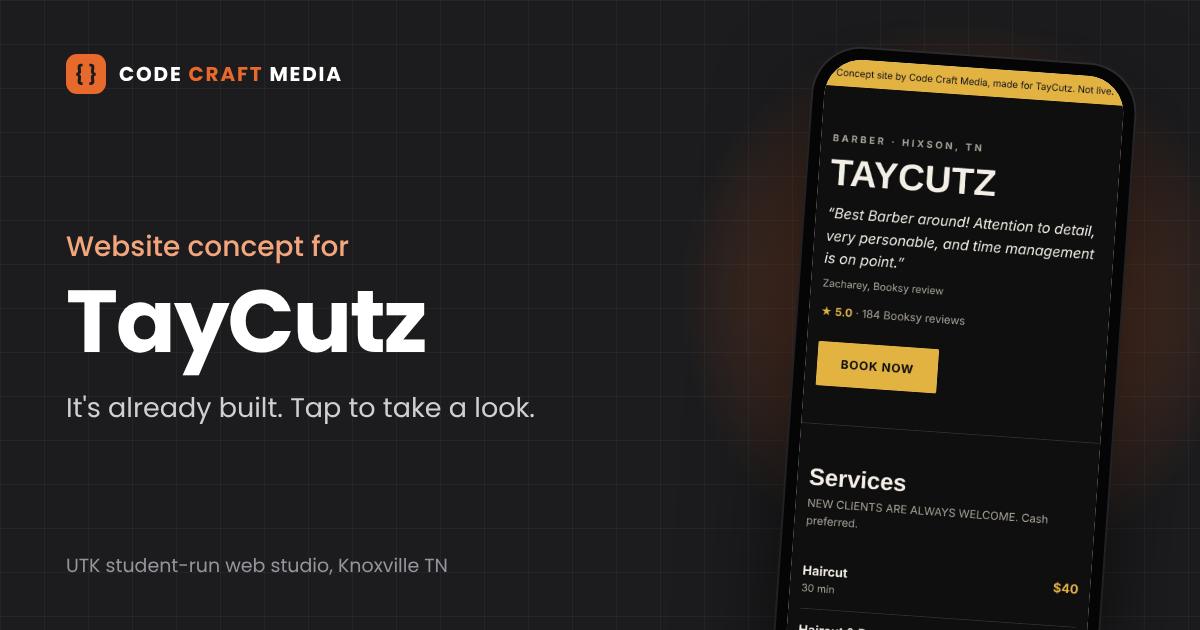 { } CODE CRAFT MEDIA
Website concept for
TayCutz
It's already built. Tap to take a look.
UTK student-run web studio, Knoxville TN
Concept site by Code Craft Media, made for TayCutz. Not live.
BARBER · HIXSON, TN
TAYCUTZ
“Best Barber around! Attention to detail,
very personable, and time management
is on point.”
Zacharey, Booksy review
★ 5.0 · 184 Booksy reviews
BOOK NOW
Services
NEW CLIENTS ARE ALWAYS WELCOME. Cash
preferred.
Haircut
$40
30 min